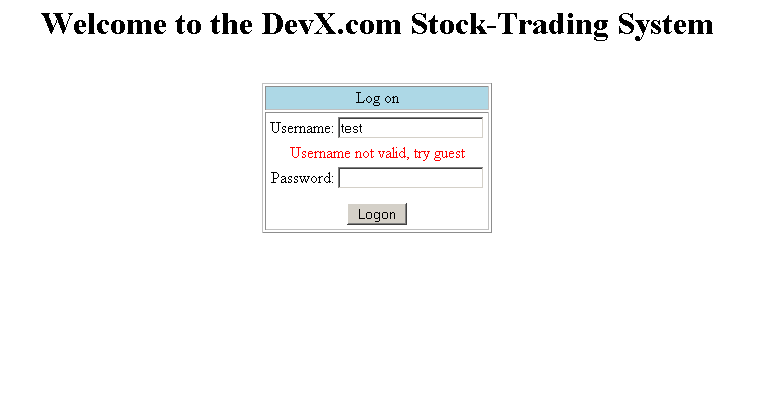 Welcome to the DevX.com Stock-Trading System
Log on
Username: test
Username not valid, try guest
Password:
Logon